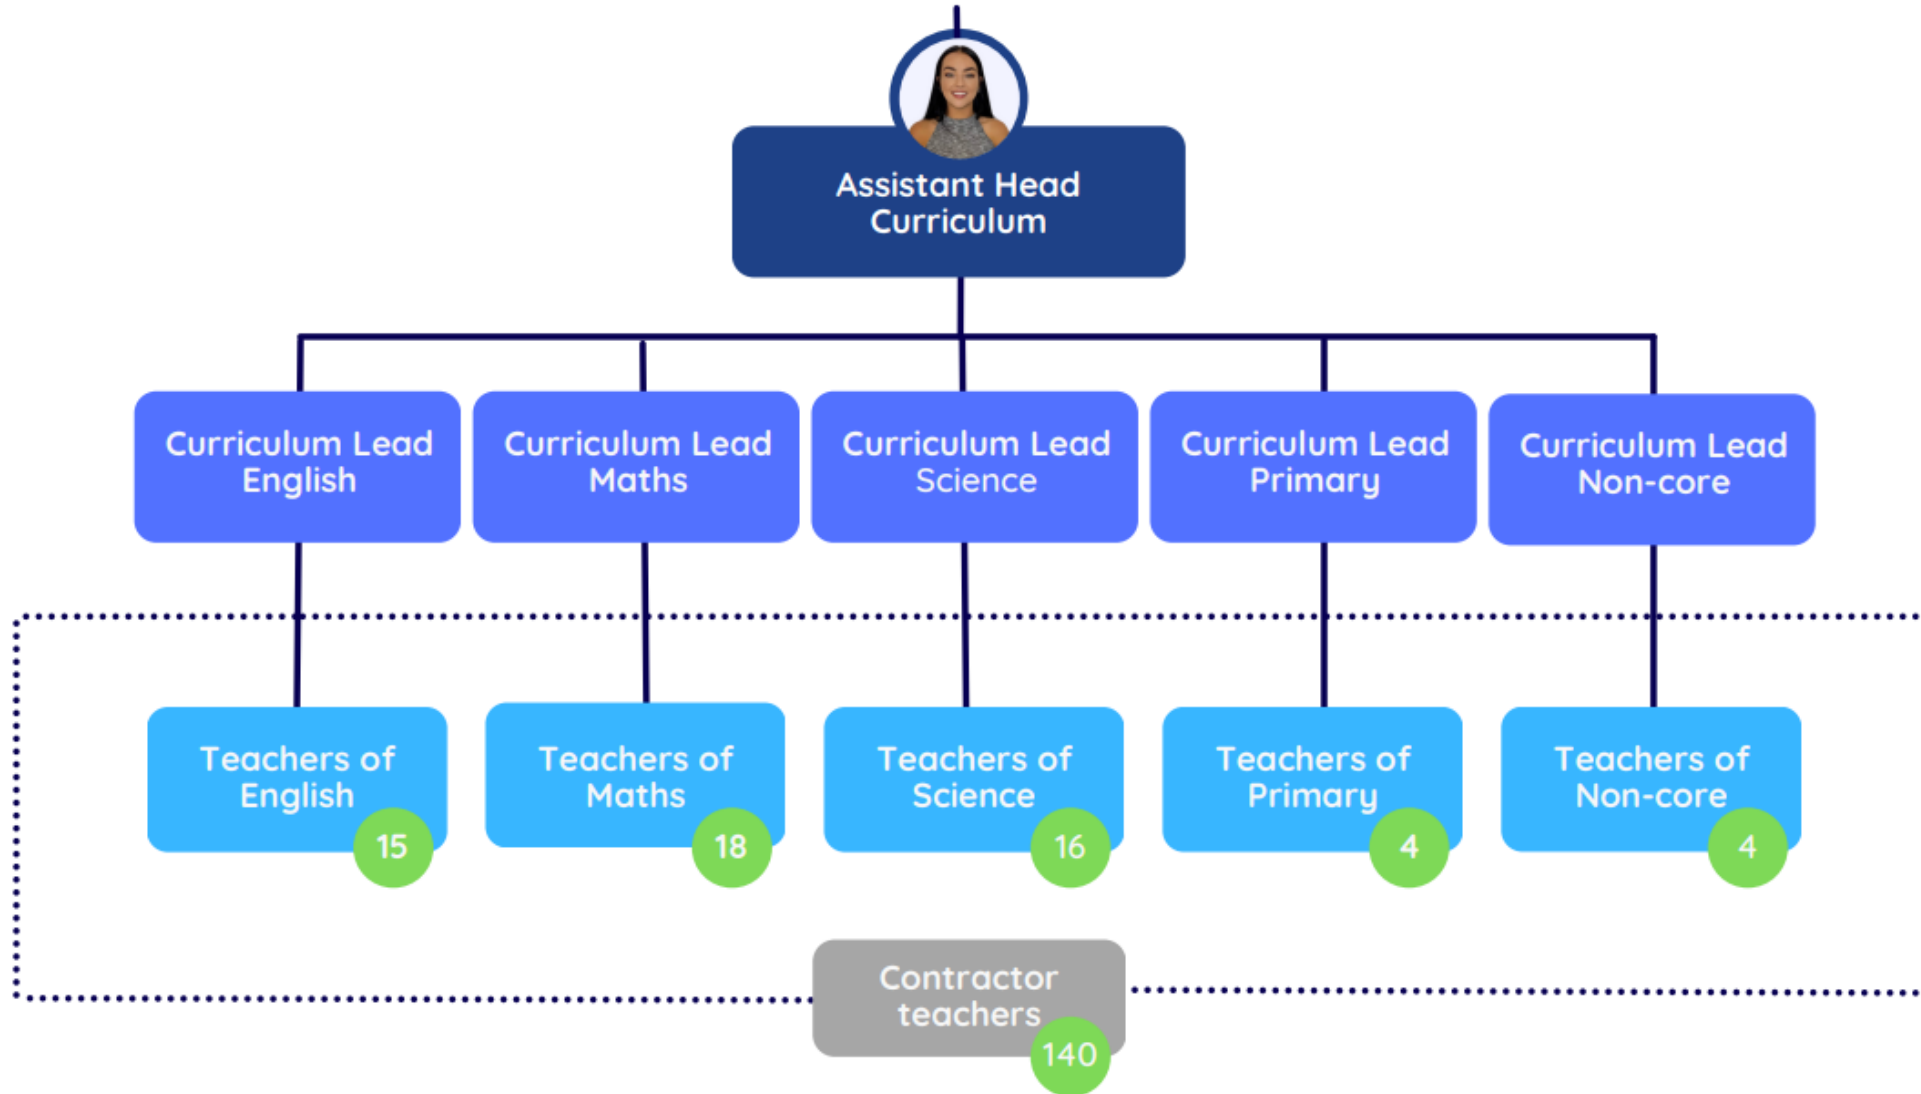 Assistant Head
Curriculum
Curriculum Lead
English
Curriculum Lead
Maths
Curriculum Lead
Science
Curriculum Lead
Primary
Curriculum Lead
Non-core
Teachers of
English
15
Teachers of
Maths
18
Teachers of
Science
16
Teachers of
Primary
4
Teachers of
Non-core
4
Contractor
teachers
140